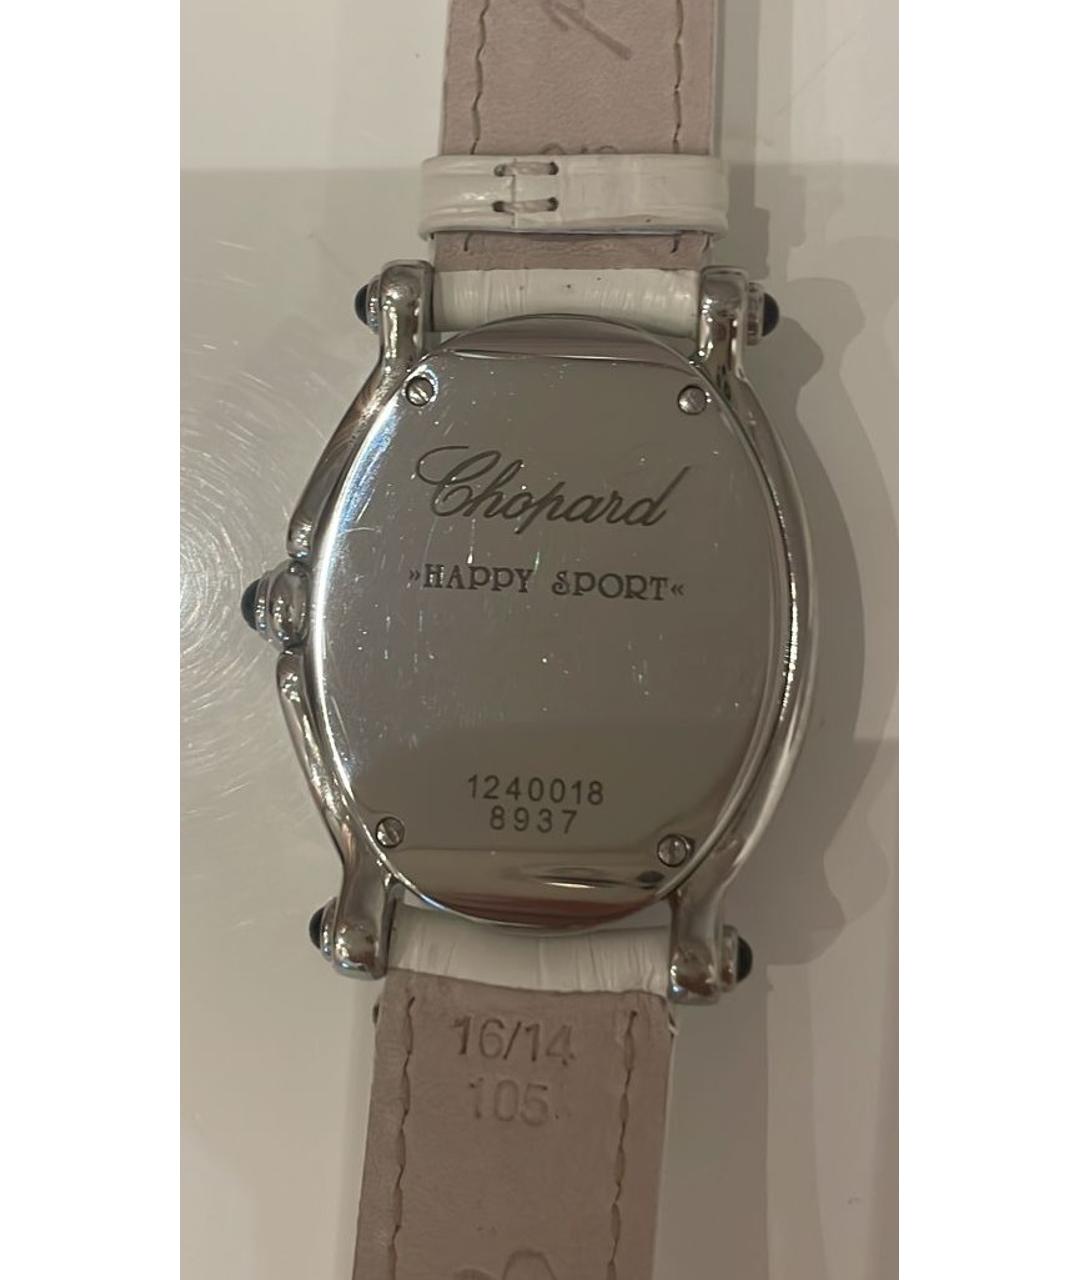 Chopard
»HAPPY SPORT«
1240018
8937
16/14
105